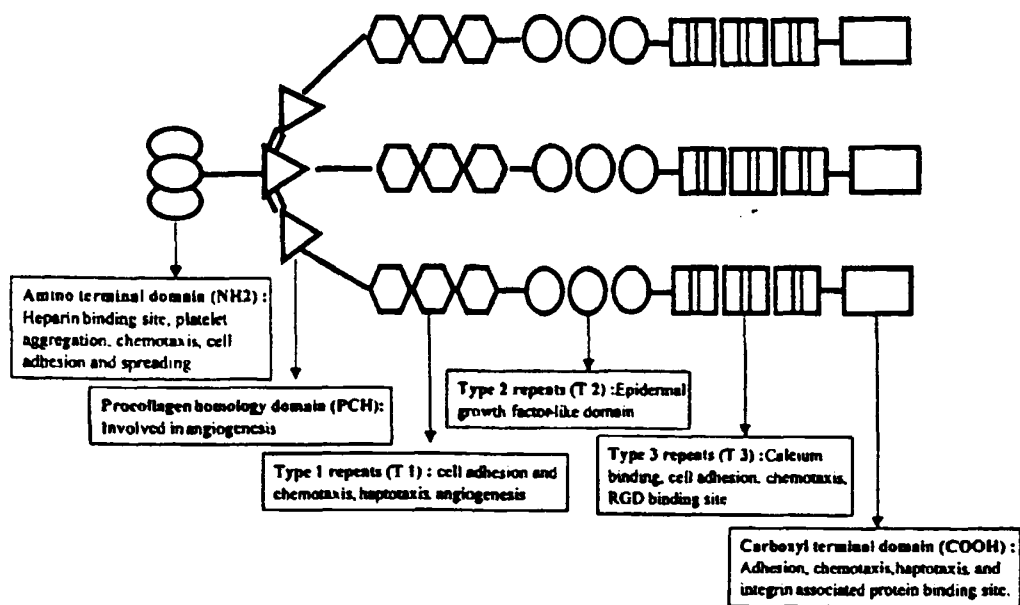 Amino terminal domain (NH2) :
Heparin binding site, platelet
aggregation, chemotaxis, cell
adhesion and spreading
Procollagen homology domain (PCH):
Involved in angiogenesis
Type 1 repeats (T 1) : cell adhesion and
chemotaxis, haptotaxis, angiogenesis
Type 2 repeats (T 2) :Epidermal
growth factor-like domain
Type 3 repeats (T 3) :Calcium
binding, cell adhesion, chemotaxis,
RGD binding site
Carboxyl terminal domain (COOH) :
Adhesion, chemotaxis, haptotaxis, and
integrin associated protein binding site.